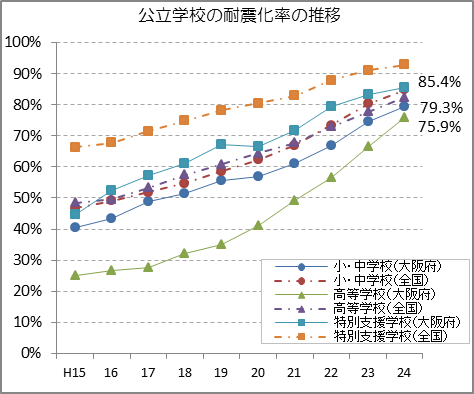 公立学校の耐震化率の推移
100%
90%
80%
70%
60%
50%
40%
30%
20%
10%
0%
85.4%
79.3%
75.9%
小・中学校(大阪府)
小・中学校(全国)
高等学校(大阪府)
高等学校(全国)
特別支援学校(大阪府)
特別支援学校(全国)
H15 16 17 18 19 20 21 22 23 24